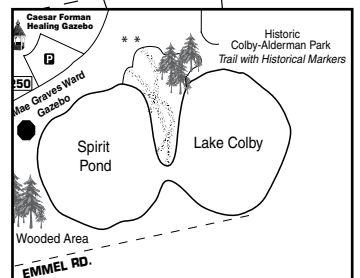 Caesar Forman
Healing Gazebo
P
* *
Historic
Colby-Alderman Park
Trail with Historical Markers
250
Mae Graves Ward
Gazebo
Spirit
Pond
Lake Colby
Wooded Area
EMMEL RD.